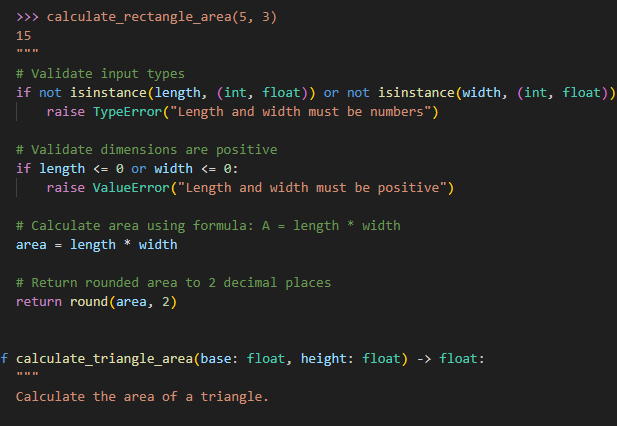 >>> calculate_rectangle_area(5, 3)
15
"""
# Validate input types
if not isinstance(length, (int, float)) or not isinstance(width, (int, float))
raise TypeError("Length and width must be numbers")
# Validate dimensions are positive
if length <= 0 or width <= 0:
raise ValueError("Length and width must be positive")
# Calculate area using formula: A = length * width
area = length * width
# Return rounded area to 2 decimal places
return round(area, 2)
f calculate_triangle_area(base: float, height: float) -> float:
"""
Calculate the area of a triangle.